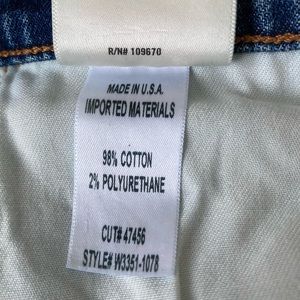 R/N# 109670
MADE IN U.S.A.
IMPORTED MATERIALS
98% COTTON
2% POLYURETHANE
CUT# 47456
STYLE# W3351-1078